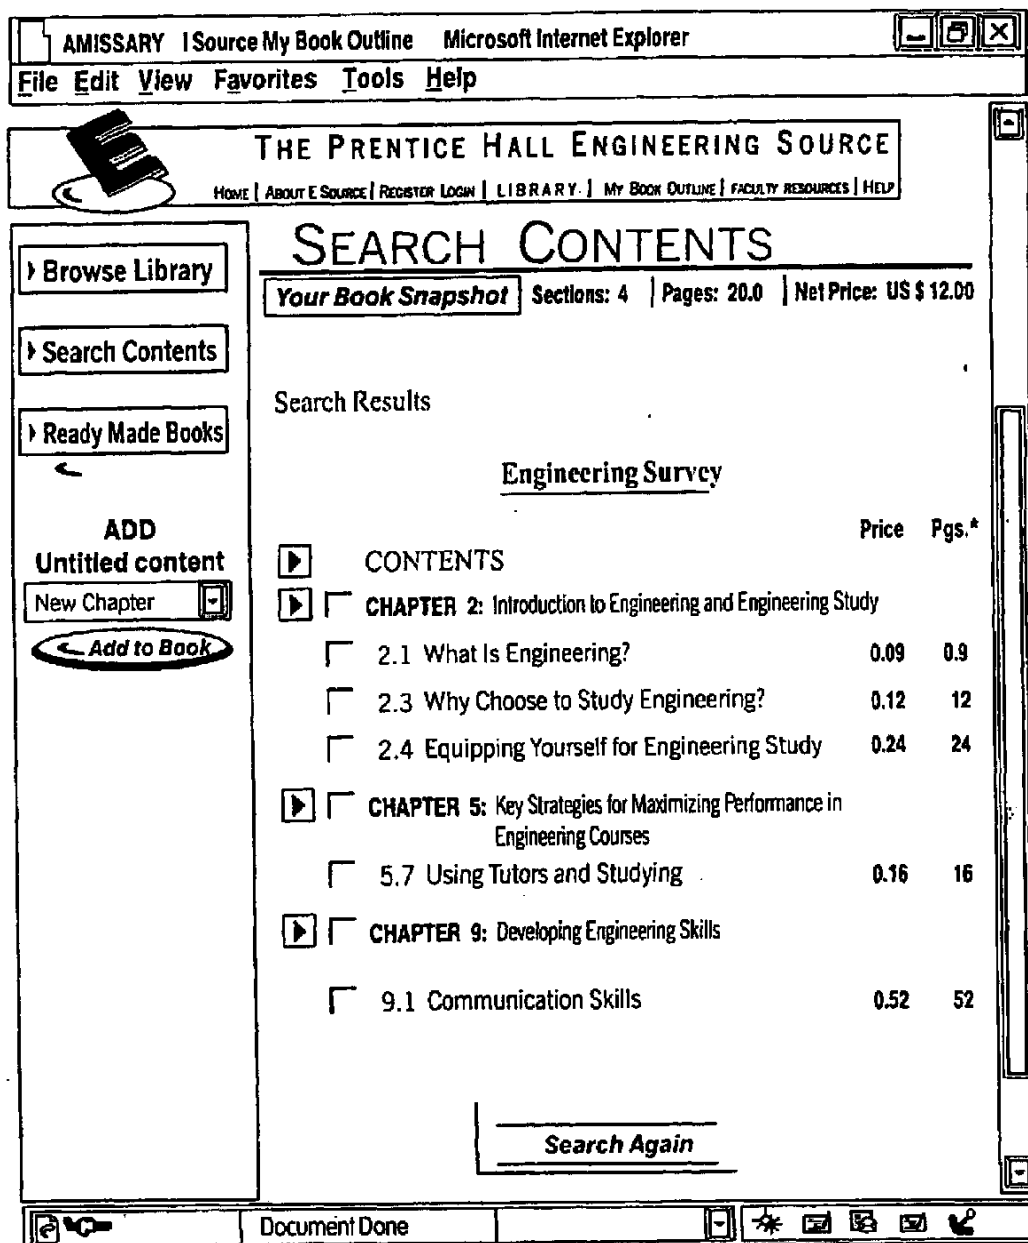 AMISSARY I Source My Book Outline Microsoft Internet Explorer
File Edit View Favorites Tools Help
THE PRENTICE HALL ENGINEERING SOURCE
HOME | ABOUT E SOURCE | REGISTER LOGIN | LIBRARY | MY BOOK OUTLINE | FACULTY RESOURCES | HELP
SEARCH CONTENTS
Your Book Snapshot Sections: 4 | Pages: 20.0 | Net Price: US $ 12.00
Browse Library
Search Contents
Ready Made Books
ADD
Untitled content
New Chapter
Add to Book
Search Results
Engineering Survey
Price Pgs.*
CONTENTS
CHAPTER 2: Introduction to Engineering and Engineering Study
2.1 What Is Engineering? 0.09 0.9
2.3 Why Choose to Study Engineering? 0.12 12
2.4 Equipping Yourself for Engineering Study 0.24 24
CHAPTER 5: Key Strategies for Maximizing Performance in
Engineering Courses
5.7 Using Tutors and Studying 0.16 16
CHAPTER 9: Developing Engineering Skills
9.1 Communication Skills 0.52 52
Search Again
Document Done